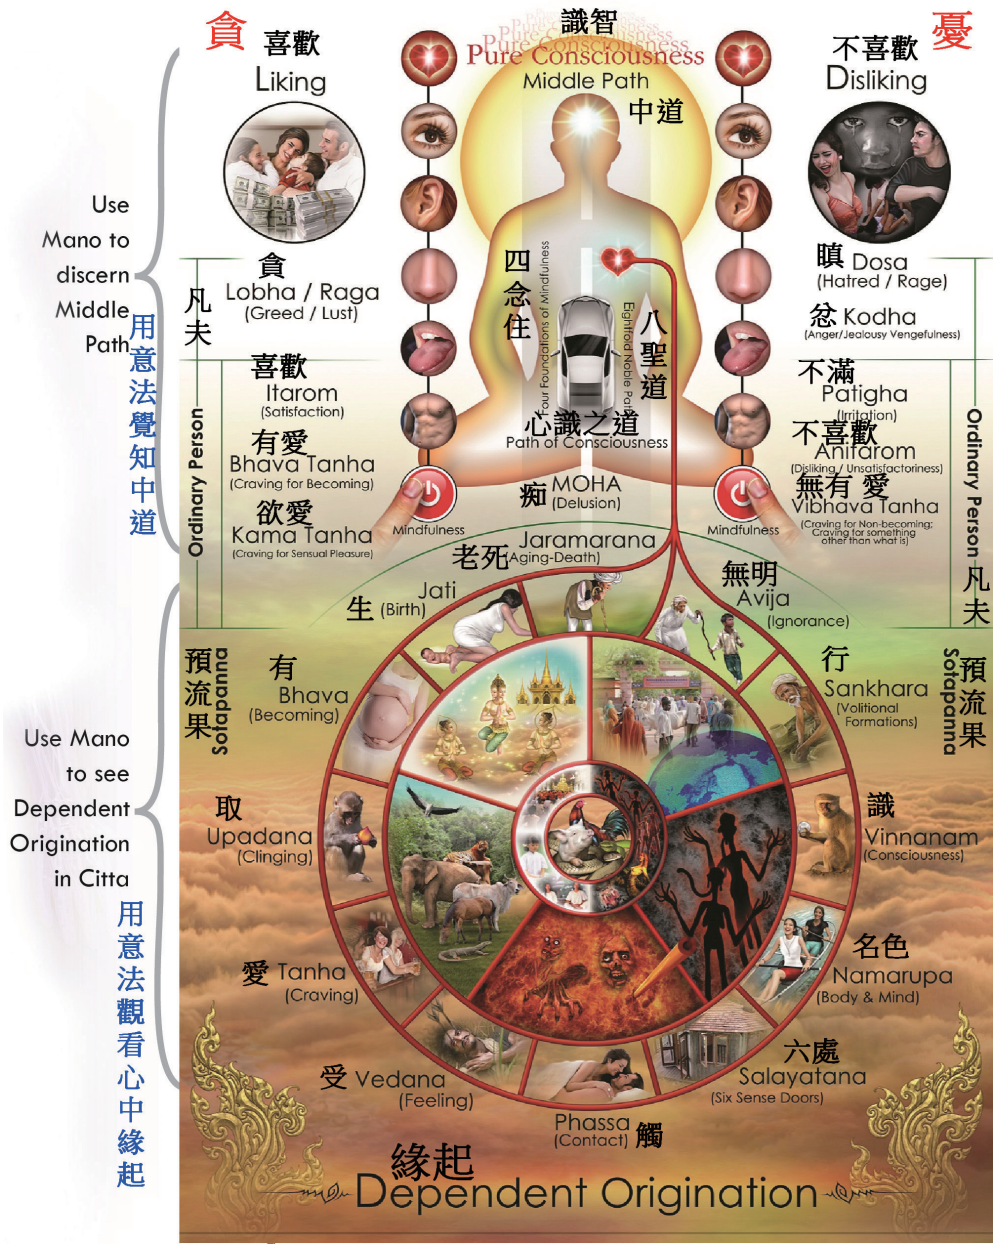 貪
喜歡
Liking
識智
Pure Consciousness
Middle Path
中道
憂
不喜歡
Disliking
Use
Mano to
discern
Middle
Path
用意法覺知中道
凡夫
貪
Lobha / Raga
(Greed / Lust)
喜歡
Itarom
(Satisfaction)
有愛
Bhava Tanha
(Craving for Becoming)
欲愛
Kama Tanha
(Craving for Sensual Pleasure)
Ordinary Person
四念住
Four Foundations of Mindfulness
八聖道
Eightfold Noble Path
心識之道
Path of Consciousness
痴 MOHA
(Delusion)
Mindfulness
Mindfulness
瞋 Dosa
(Hatred / Rage)
忿 Kodha
(Anger/Jealousy Vengefulness)
不滿
Patigha
(Irritation)
不喜歡
Anitarom
(Disliking / Unsatisfactoriness)
無有愛
Vibhava Tanha
(Craving for Non-becoming;
Craving for something
other than what is)
Ordinary Person
凡夫
Jaramarana
老死 (Aging-Death)
Jati
生 (Birth)
無明
Avija
(Ignorance)
預流果
Sotapanna
有
Bhava
(Becoming)
行
Sankhara
(Volitional
Formations)
Sotapanna
預流果
Use Mano
to see
Dependent
Origination
in Citta
用意法觀看心中緣起
取
Upadana
(Clinging)
識
Vinnanam
(Consciousness)
愛 Tanha
(Craving)
名色
Namarupa
(Body & Mind)
受 Vedana
(Feeling)
六處
Salayatana
(Six Sense Doors)
Phassa
(Contact) 觸
緣起
Dependent Origination